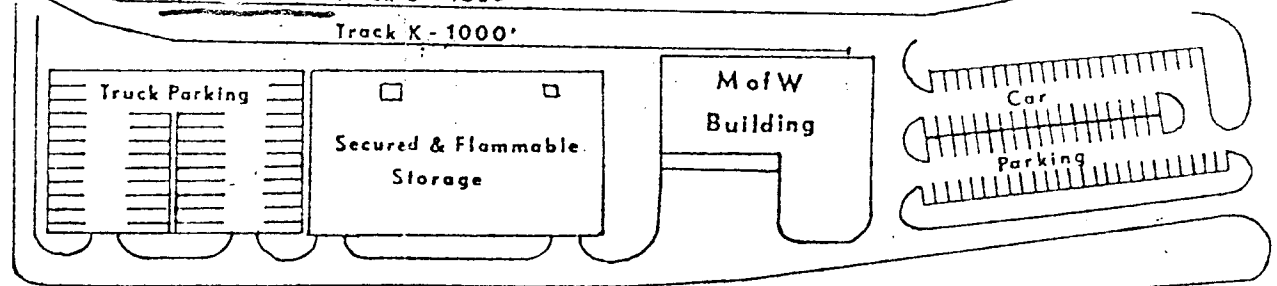 Track K - 1000'
Truck Parking
Secured & Flammable
Storage
M of W
Building
Car
Parking